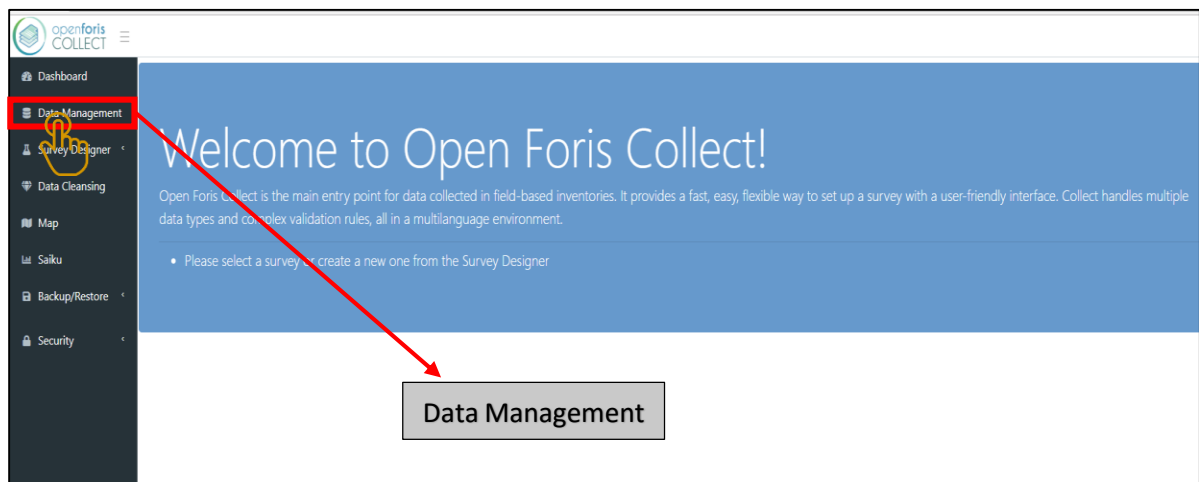 openforis
COLLECT
Dashboard
Data Management
Survey Designer
Data Cleansing
Map
Saiku
Backup/Restore
Security
Welcome to Open Foris Collect!
Open Foris Collect is the main entry point for data collected in field-based inventories. It provides a fast, easy, flexible way to set up a survey with a user-friendly interface. Collect handles multiple
data types and complex validation rules, all in a multilanguage environment.
• Please select a survey or create a new one from the Survey Designer
Data Management